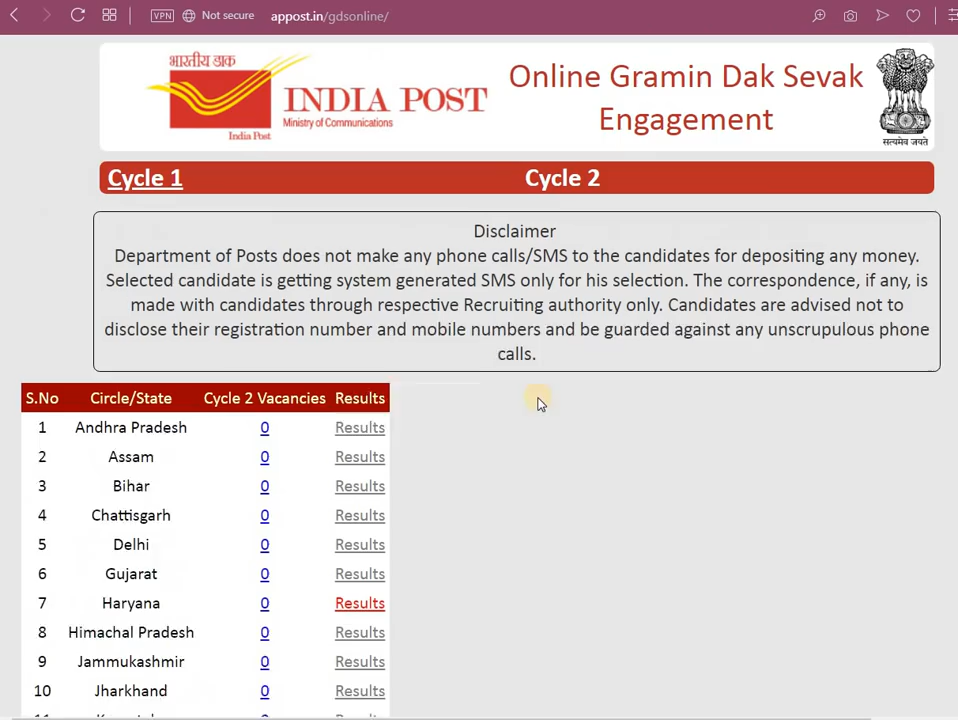 VPN Not secure appost.in/gdsonline/
भारतीय डाक
India Post
INDIA POST
Ministry of Communications
Online Gramin Dak Sevak
Engagement
सत्यमेव जयते
Cycle 1 Cycle 2
Disclaimer
Department of Posts does not make any phone calls/SMS to the candidates for depositing any money.
Selected candidate is getting system generated SMS only for his selection. The correspondence, if any, is
made with candidates through respective Recruiting authority only. Candidates are advised not to
disclose their registration number and mobile numbers and be guarded against any unscrupulous phone
calls.
S.No Circle/State Cycle 2 Vacancies Results
1 Andhra Pradesh 0 Results
2 Assam 0 Results
3 Bihar 0 Results
4 Chattisgarh 0 Results
5 Delhi 0 Results
6 Gujarat 0 Results
7 Haryana 0 Results
8 Himachal Pradesh 0 Results
9 Jammukashmir 0 Results
10 Jharkhand 0 Results